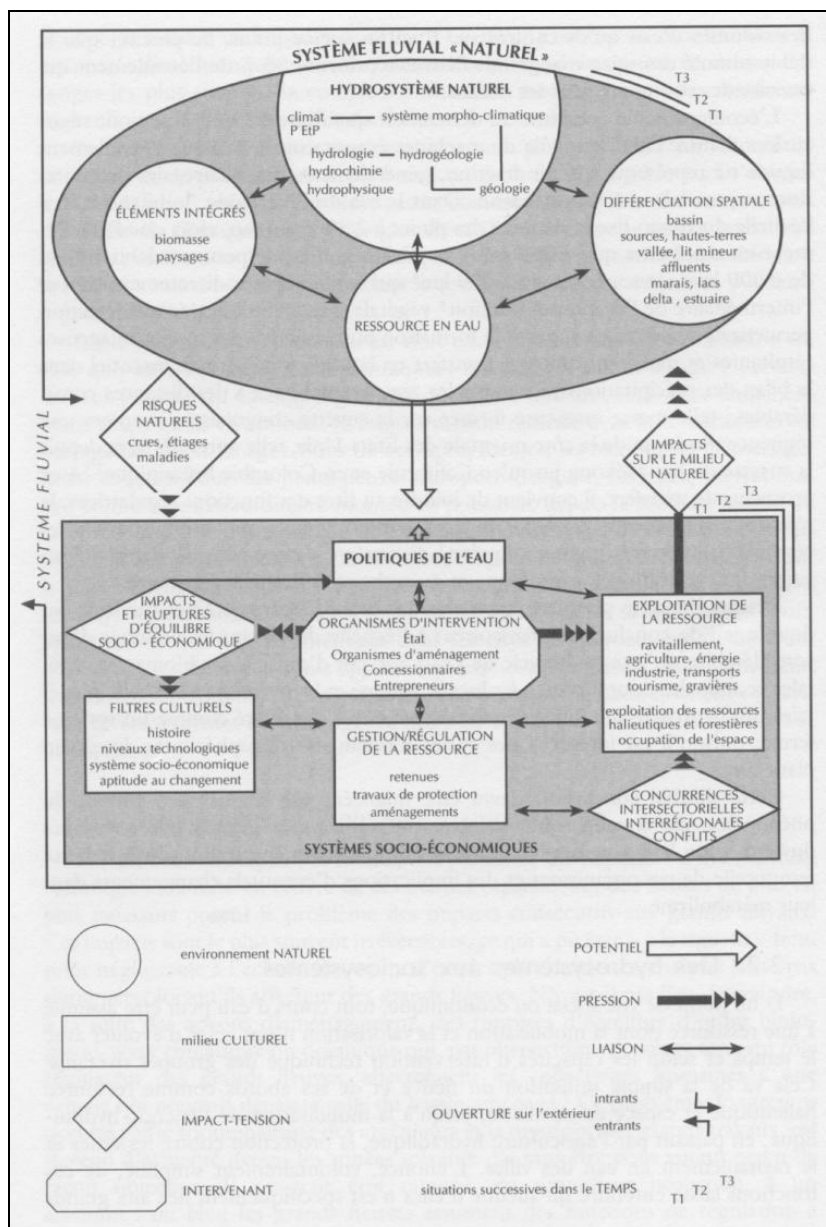 SYSTÈME FLUVIAL «NATUREL»
T3
T2
T1
HYDROSYSTÈME NATUREL
climat
système morpho-climatique
P EtP
hydrologie
hydrogéologie
hydrochimie
hydrophysique
géologie
ÉLÉMENTS INTÉGRÉS
biomasse
paysages
DIFFÉRENCIATION SPATIALE
bassin
sources, hautes-terres
vallée, lit mineur
affluents
marais, lacs
delta , estuaire
RESSOURCE EN EAU
SYSTEME FLUVIAL
RISQUES
NATURELS
crues, étiages
maladies
IMPACTS
SUR LE MILIEU
NATUREL
T1
T2
T3
POLITIQUES DE L'EAU
IMPACTS
ET RUPTURES
D'ÉQUILIBRE
SOCIO - ÉCONOMIQUE
ORGANISMES D'INTERVENTION
État
Organismes d'aménagement
Concessionnaires
Entrepreneurs
EXPLOITATION DE
LA RESSOURCE
ravitaillement,
agriculture, énergie
industrie, transports
tourisme, gravières
exploitation des ressources
halieutiques et forestières
occupation de l'espace
FILTRES CULTURELS
histoire
niveaux technologiques
système socio-économique
aptitude au changement
GESTION/RÉGULATION
DE LA RESSOURCE
retenues
travaux de protection
aménagements
CONCURRENCES
INTERSECTORIELLES
INTERRÉGIONALES
CONFLITS
SYSTÈMES SOCIO-ÉCONOMIQUES
environnement NATUREL
POTENTIEL
PRESSION
milieu CULTUREL
LIAISON
IMPACT-TENSION
intrants
OUVERTURE sur l'extérieur
entrants
INTERVENANT
situations successives dans le TEMPS
T1
T2
T3